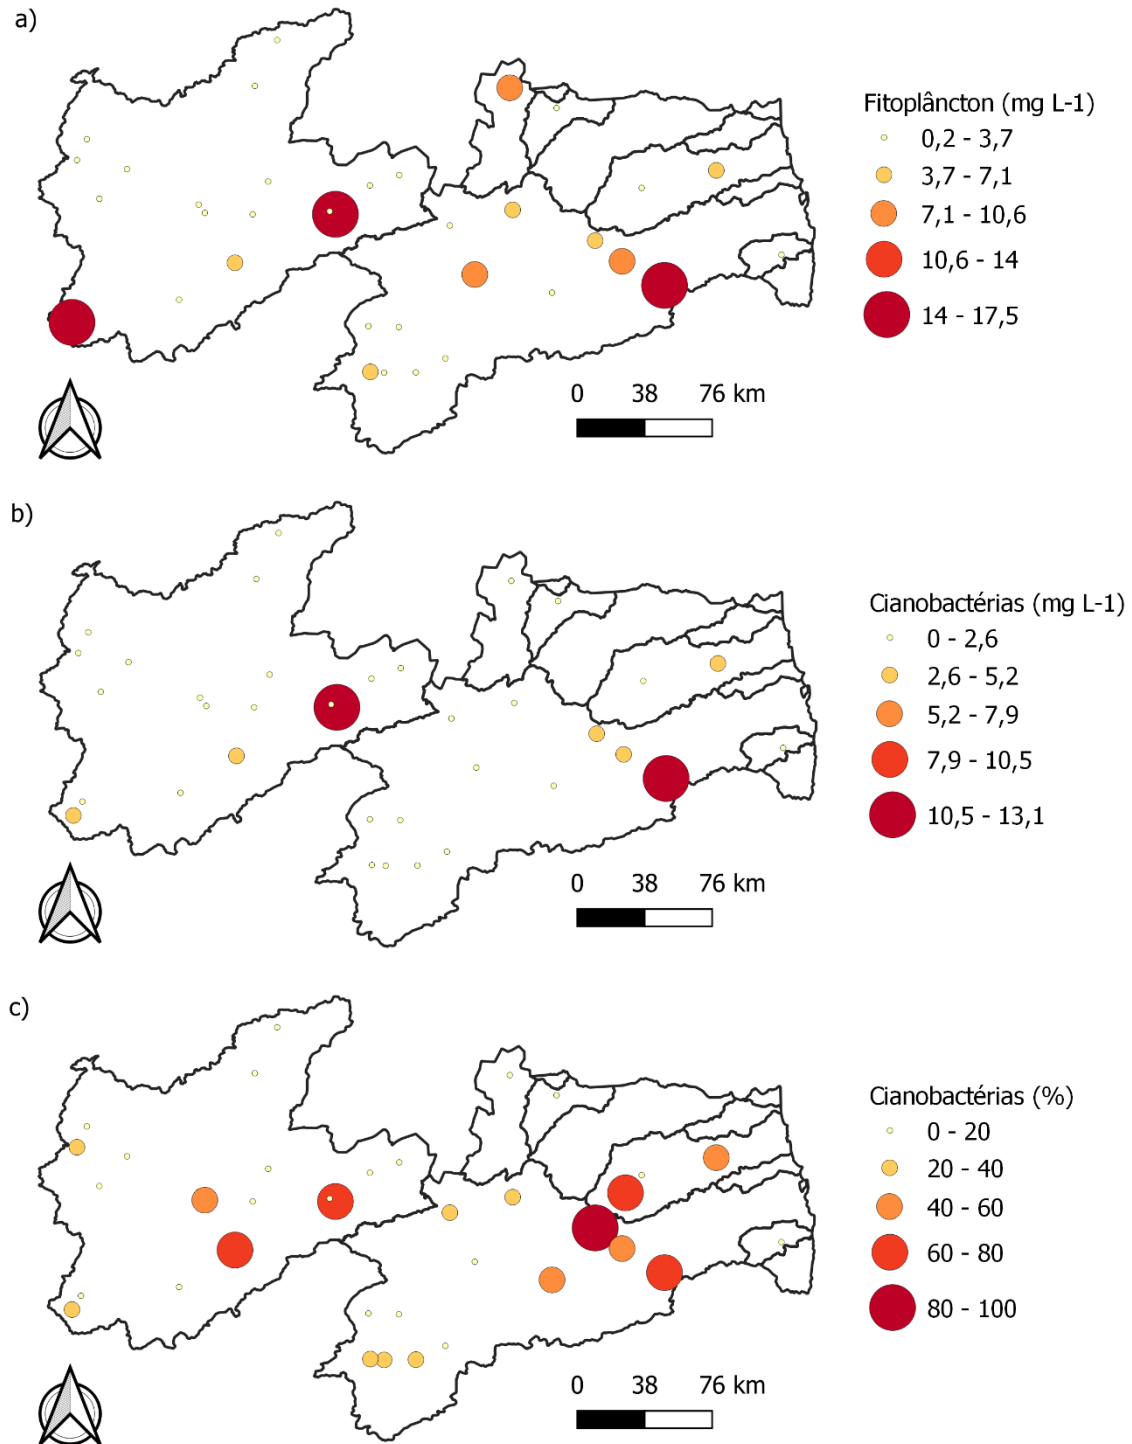 a)
Fitoplâncton (mg L-1)
0,2 - 3,7
3,7 - 7,1
7,1 - 10,6
10,6 - 14
14 - 17,5
0 38 76 km
b)
Cianobactérias (mg L-1)
0 - 2,6
2,6 - 5,2
5,2 - 7,9
7,9 - 10,5
10,5 - 13,1
0 38 76 km
c)
Cianobactérias (%)
0 - 20
20 - 40
40 - 60
60 - 80
80 - 100
0 38 76 km